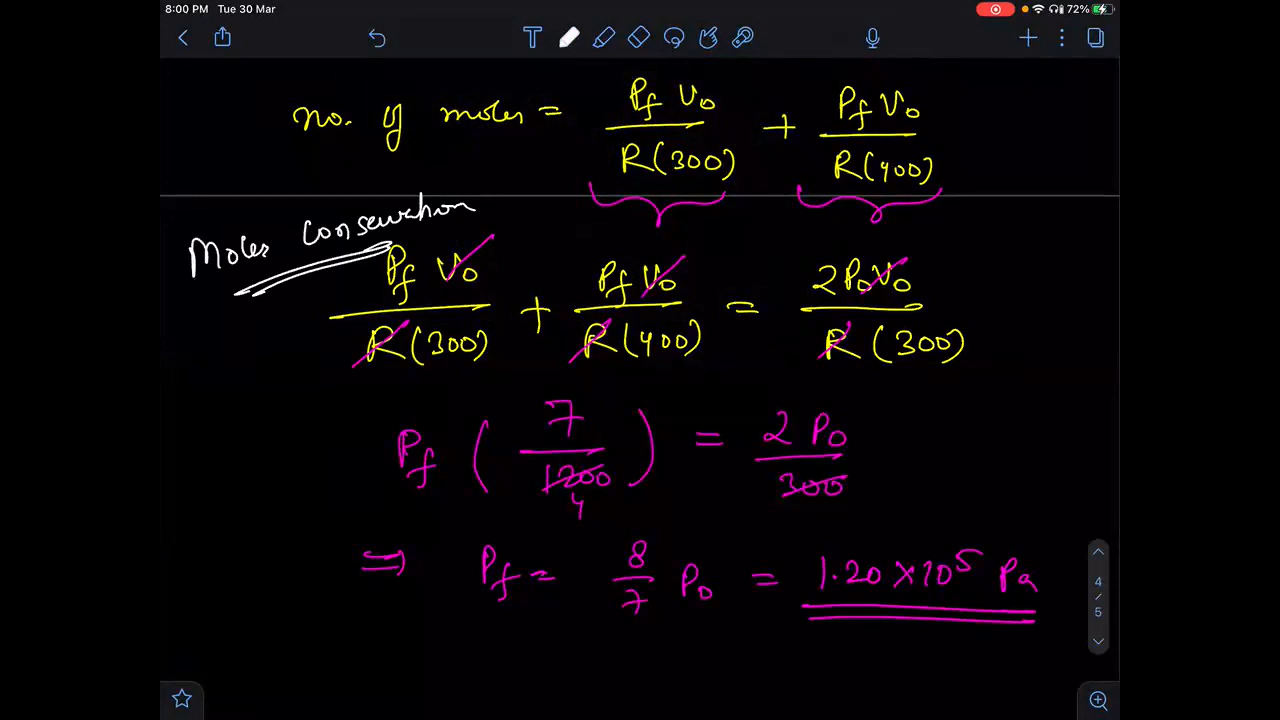 8:00 PM Tue 30 Mar
72%
T
no. of moles = Pf V0 / R(300) + Pf V0 / R(400)
Moles Conservation
Pf V0 / R(300) + Pf V0 / R(400) = 2P0V0 / R(300)
Pf ( 7 / 1200 ) = 2 P0 / 300
4
⇒ Pf = 8/7 P0 = 1.20 × 10^5 Pa
4
/
5